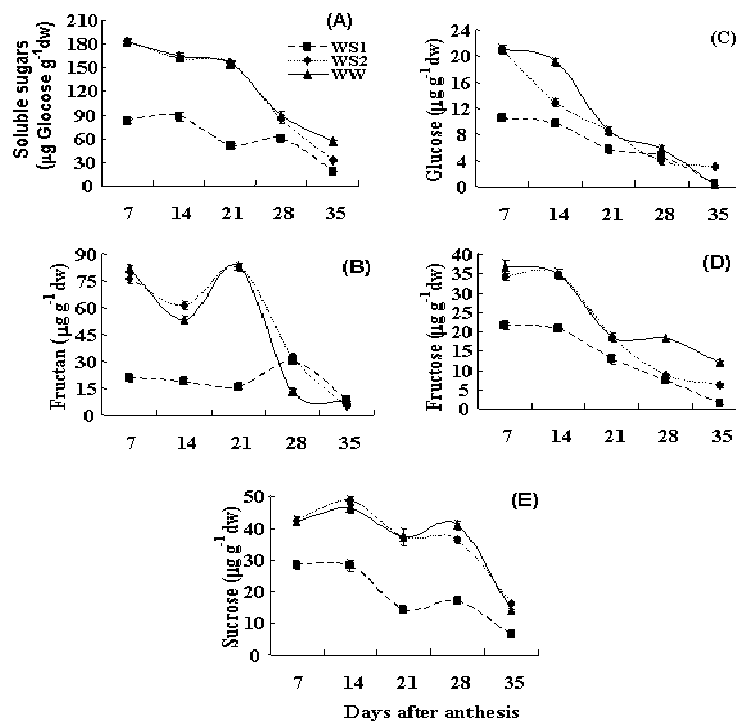 (A)
Soluble sugars
(µg Glocose g-1dw)
210
180
150
120
90
60
30
0
7 14 21 28 35
WS1
WS2
WW
(C)
Glucose (µg g-1dw)
24
20
16
12
8
4
0
7 14 21 28 35
(B)
Fructan (µg g-1dw)
90
75
60
45
30
15
0
7 14 21 28 35
(D)
Fructose (µg g-1dw)
40
35
30
25
20
15
10
5
0
7 14 21 28 35
(E)
Sucrose (µg g-1dw)
50
40
30
20
10
0
7 14 21 28 35
Days after anthesis